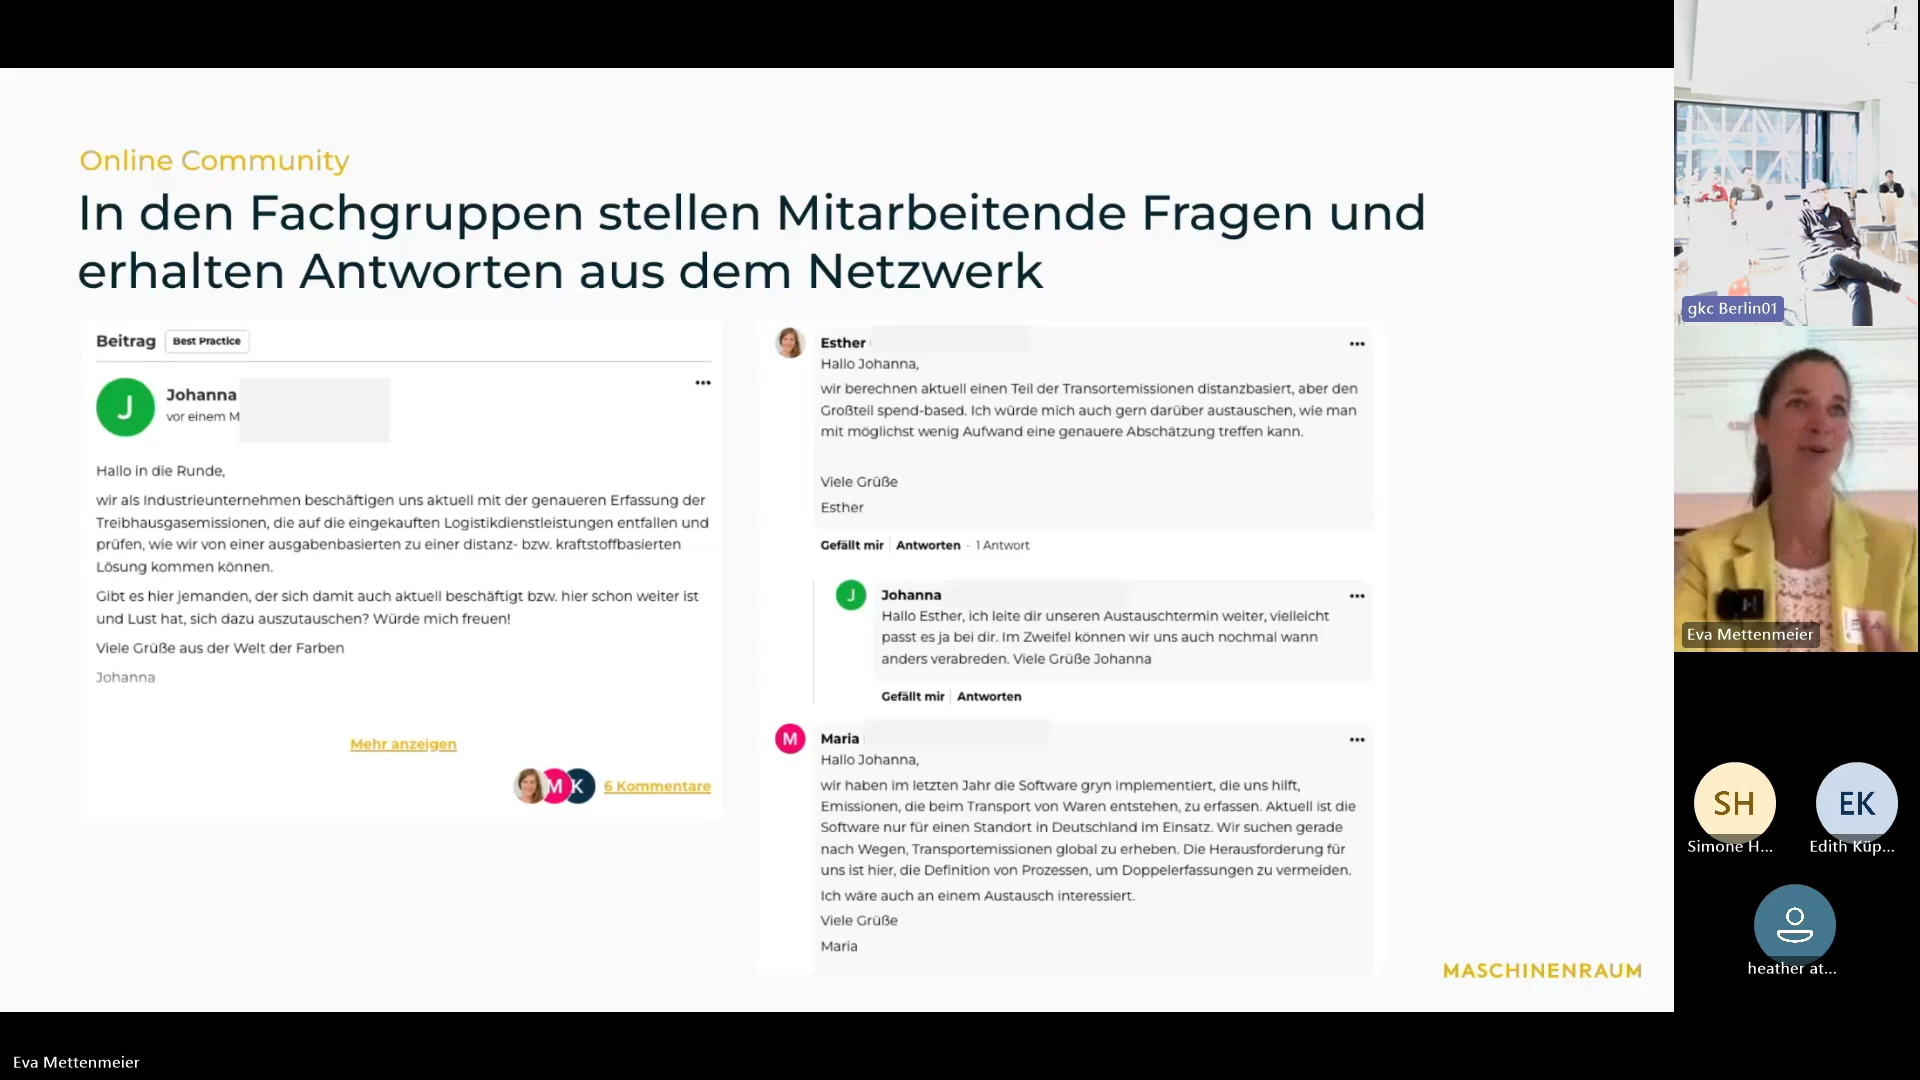 Online Community
In den Fachgruppen stellen Mitarbeitende Fragen und
erhalten Antworten aus dem Netzwerk
Beitrag Best Practice
J
Johanna
vor einem M
Hallo in die Runde,
wir als Industrieunternehmen beschäftigen uns aktuell mit der genaueren Erfassung der
Treibhausgasemissionen, die auf die eingekauften Logistikdienstleistungen entfallen und
prüfen, wie wir von einer ausgabenbasierten zu einer distanz- bzw. kraftstoffbasierten
Lösung kommen können.
Gibt es hier jemanden, der sich damit auch aktuell beschäftigt bzw. hier schon weiter ist
und Lust hat, sich dazu auszutauschen? Würde mich freuen!
Viele Grüße aus der Welt der Farben
Johanna
Mehr anzeigen
M K 6 Kommentare
Esther
Hallo Johanna,
wir berechnen aktuell einen Teil der Transortemissionen distanzbasiert, aber den
Großteil spend-based. Ich würde mich auch gern darüber austauschen, wie man
mit möglichst wenig Aufwand eine genauere Abschätzung treffen kann.
Viele Grüße
Esther
Gefällt mir Antworten · 1 Antwort
J
Johanna
Hallo Esther, ich leite dir unseren Austauschtermin weiter, vielleicht
passt es ja bei dir. Im Zweifel können wir uns auch nochmal wann
anders verabreden. Viele Grüße Johanna
Gefällt mir Antworten
M
Maria
Hallo Johanna,
wir haben im letzten Jahr die Software gryn implementiert, die uns hilft,
Emissionen, die beim Transport von Waren entstehen, zu erfassen. Aktuell ist die
Software nur für einen Standort in Deutschland im Einsatz. Wir suchen gerade
nach Wegen, Transportemissionen global zu erheben. Die Herausforderung für
uns ist hier, die Definition von Prozessen, um Doppelerfassungen zu vermeiden.
Ich wäre auch an einem Austausch interessiert.
Viele Grüße
Maria
MASCHINENRAUM
gkc Berlin01
Eva Mettenmeier
SH
Simone H...
EK
Edith Küp...
heather at...
Eva Mettenmeier